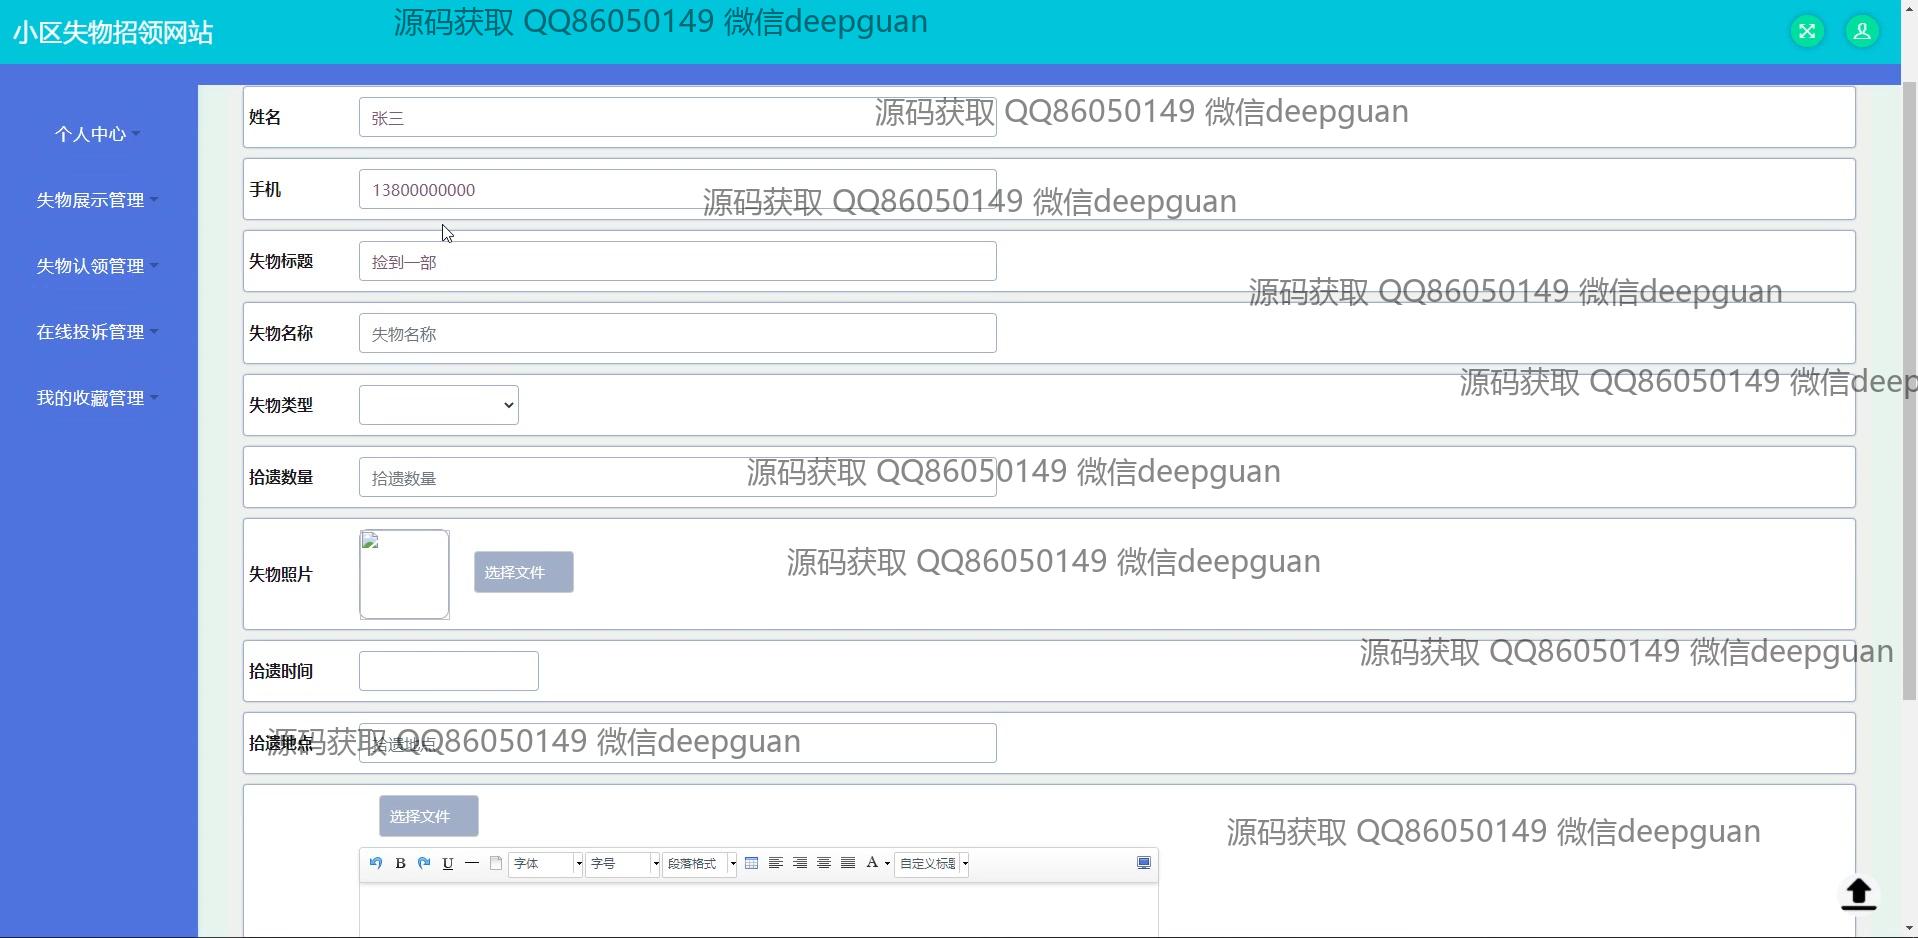 小区失物招领网站
源码获取 QQ86050149 微信deepguan
个人中心
失物展示管理
失物认领管理
在线投诉管理
我的收藏管理
姓名 张三
源码获取 QQ86050149 微信deepguan
手机 13800000000
源码获取 QQ86050149 微信deepguan
失物标题 捡到一部
源码获取 QQ86050149 微信deepguan
失物名称 失物名称
源码获取 QQ86050149 微信deep
失物类型
拾遗数量 拾遗数量
源码获取 QQ86050149 微信deepguan
失物照片 选择文件
源码获取 QQ86050149 微信deepguan
拾遗时间
源码获取 QQ86050149 微信deepguan
拾遗地点 拾遗地点
源码获取 QQ86050149 微信deepguan
选择文件
源码获取 QQ86050149 微信deepguan
B U 字体 字号 段落格式 A 自定义标题